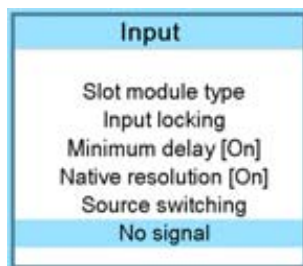 Input
Slot module type
Input locking
Minimum delay [On]
Native resolution [On]
Source switching
No signal